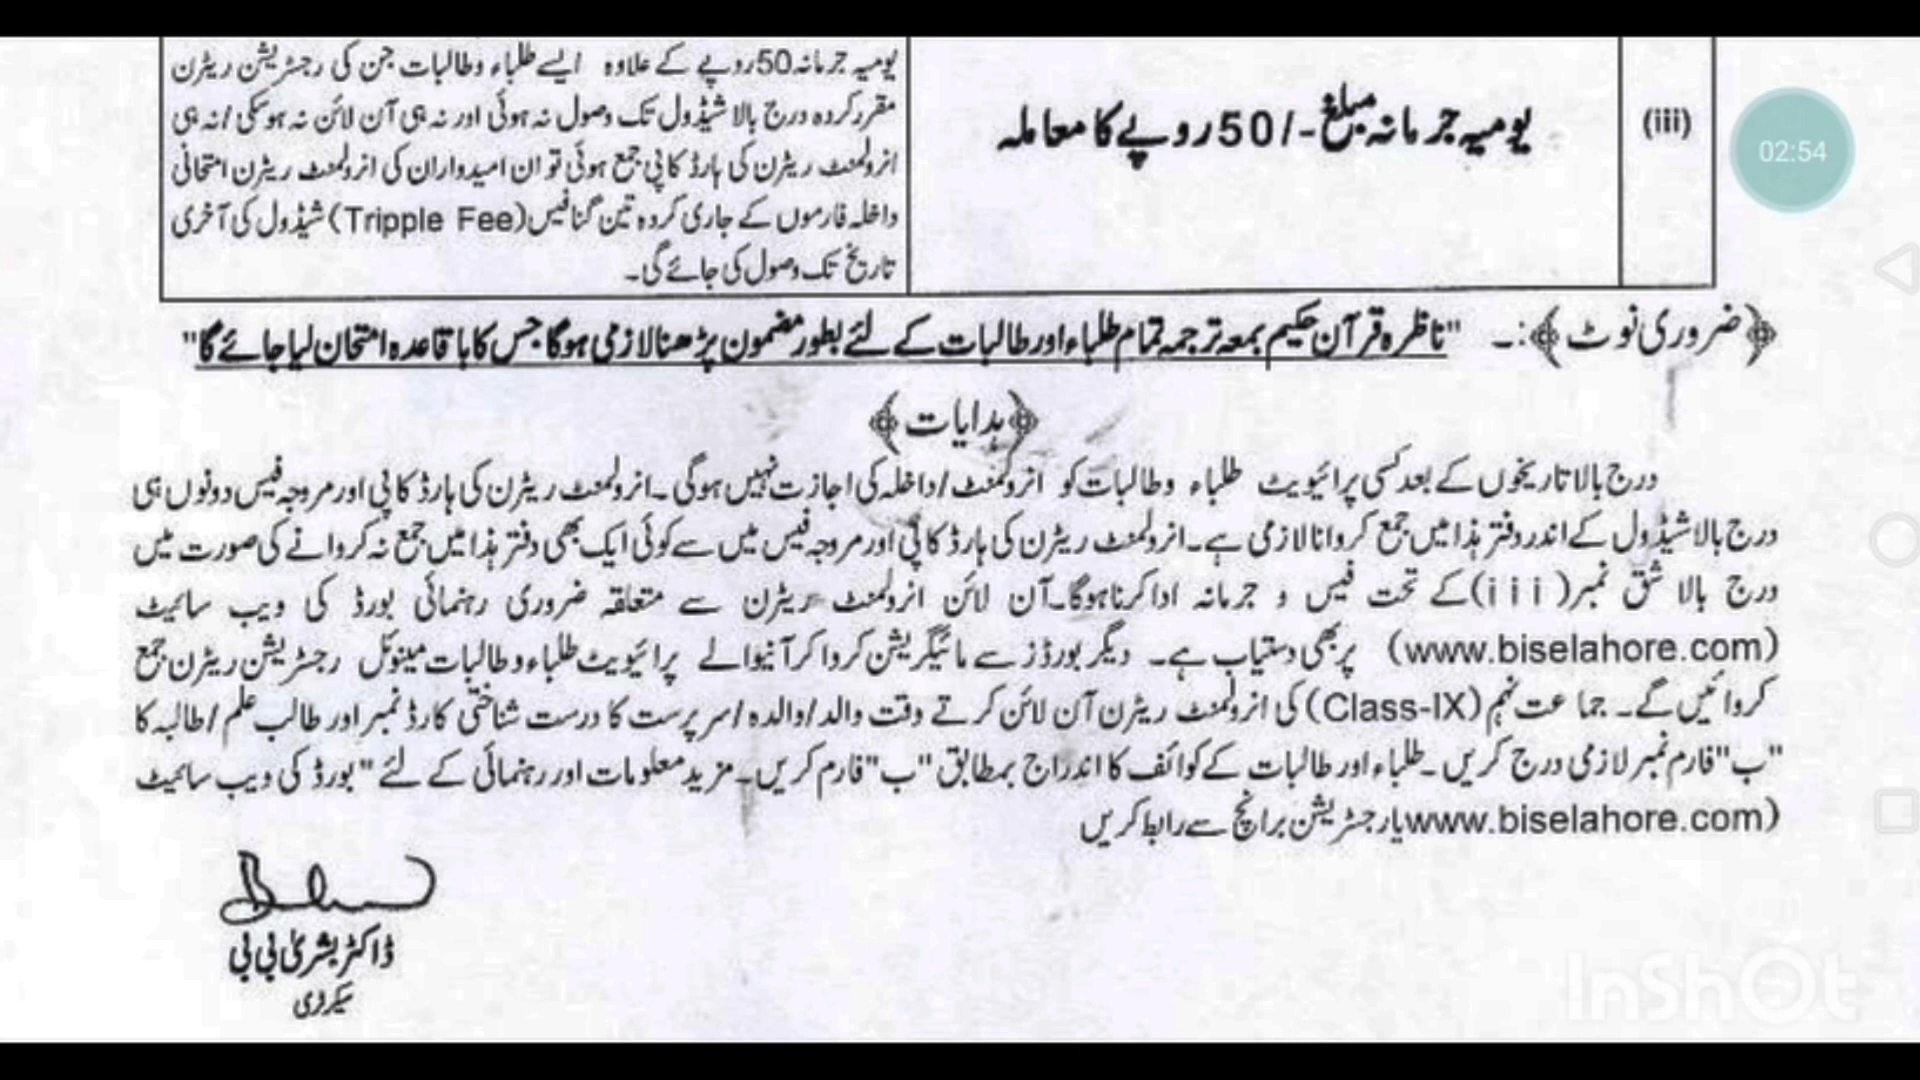 (iii)
یومیہ جرمانہ مبلغ -/50 روپے کا معاملہ
یومیہ جرمانہ 50 روپے کے علاوہ ایسے طلباء وطالبات جن کی رجسٹریشن ریٹرن
مقرر کردہ درج بالا شیڈول تک وصول نہ ہوئی اور نہ ہی آن لائن نہ ہو سکی/نہ ہی
انرولمنٹ ریٹرن کی ہارڈ کاپی جمع ہوئی تو ان امیدواران کی انرولمنٹ ریٹرن امتحانی
داخلہ فارموں کے جاری کردہ تین گنا فیس (Tripple Fee) شیڈول کی آخری
تاریخ تک وصول کی جائے گی۔
02:54
﴿ضروری نوٹ﴾:۔ "ناظرہ قرآن حکیم بمعہ ترجمہ تمام طلباء اور طالبات کے لئے بطور مضمون پڑھنا لازمی ہوگا جس کا باقاعدہ امتحان لیا جائے گا"
﴿ہدایات﴾
درج بالا تاریخوں کے بعد کسی پرائیویٹ طلباء وطالبات کو انرولمنٹ/داخلہ کی اجازت نہیں ہوگی۔ انرولمنٹ ریٹرن کی ہارڈ کاپی اور مروجہ فیس دونوں ہی
درج بالا شیڈول کے اندر دفتر ہذا میں جمع کروانا لازمی ہے۔ انرولمنٹ ریٹرن کی ہارڈ کاپی اور مروجہ فیس میں سے کوئی ایک بھی دفتر ہذا میں جمع نہ کروانے کی صورت میں
درج بالا شق نمبر (iii) کے تحت فیس و جرمانہ ادا کرنا ہوگا۔ آن لائن انرولمنٹ ریٹرن سے متعلقہ ضروری رہنمائی بورڈ کی ویب سائیٹ
(www.biselahore.com) پر بھی دستیاب ہے۔ دیگر بورڈز سے مائیگریشن کروا کر آنیوالے پرائیویٹ طلباء وطالبات مینوئل رجسٹریشن ریٹرن جمع
کروائیں گے۔ جماعت نہم (Class-IX) کی انرولمنٹ ریٹرن آن لائن کرتے وقت والد/والدہ/سرپرست کا درست شناختی کارڈ نمبر اور طالب علم/طالبہ کا
"ب" فارم نمبر لازمی درج کریں۔ طلباء اور طالبات کے کوائف کا اندراج بمطابق "ب" فارم کریں۔ مزید معلومات اور رہنمائی کے لئے "بورڈ کی ویب سائیٹ
(www.biselahore.com یا رجسٹریشن برانچ سے رابط کریں
ڈاکٹر بشریٰ بی بی
سیکرٹری
InShOt